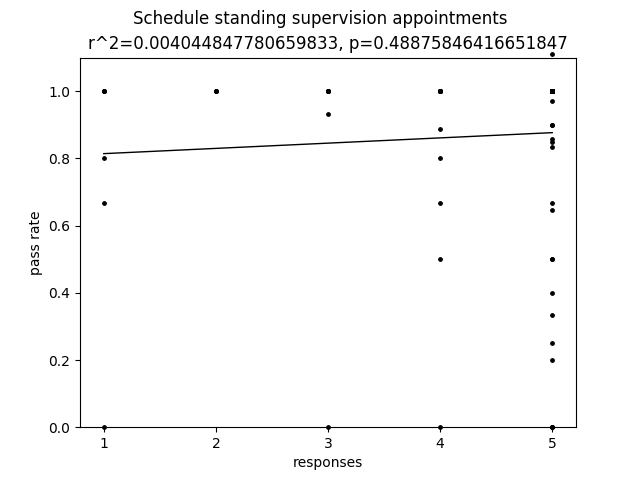 Schedule standing supervision appointments
r^2=0.004044847780659833, p=0.48875846416651847
1.0
0.8
0.6
0.4
0.2
0.0
pass rate
1 2 3 4 5
responses